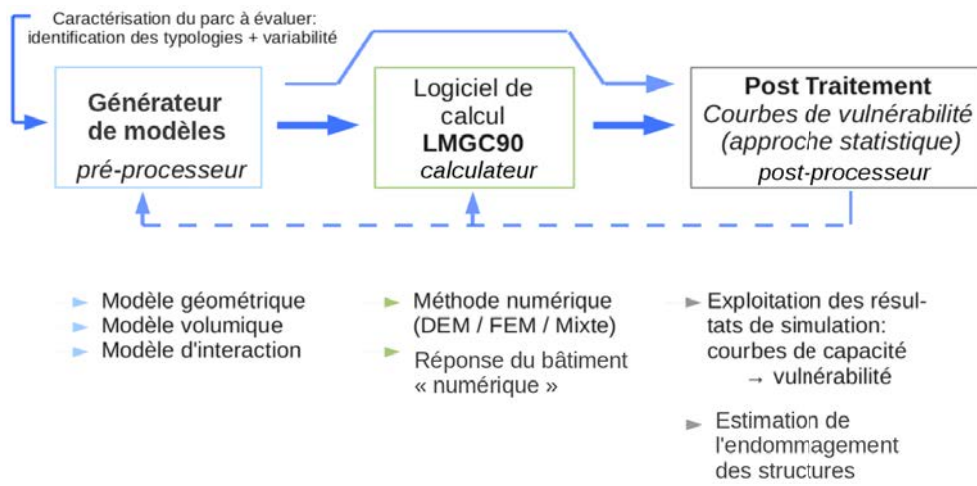 Caractérisation du parc à évaluer:
identification des typologies + variabilité
Générateur
de modèles
pré-processeur
Logiciel de
calcul
LMGC90
calculateur
Post Traitement
Courbes de vulnérabilité
(approche statistique)
post-processeur
Modèle géométrique
Modèle volumique
Modèle d'interaction
Méthode numérique
(DEM / FEM / Mixte)
Réponse du bâtiment
« numérique »
Exploitation des résul-
tats de simulation:
courbes de capacité
→ vulnérabilité
Estimation de
l'endommagement
des structures